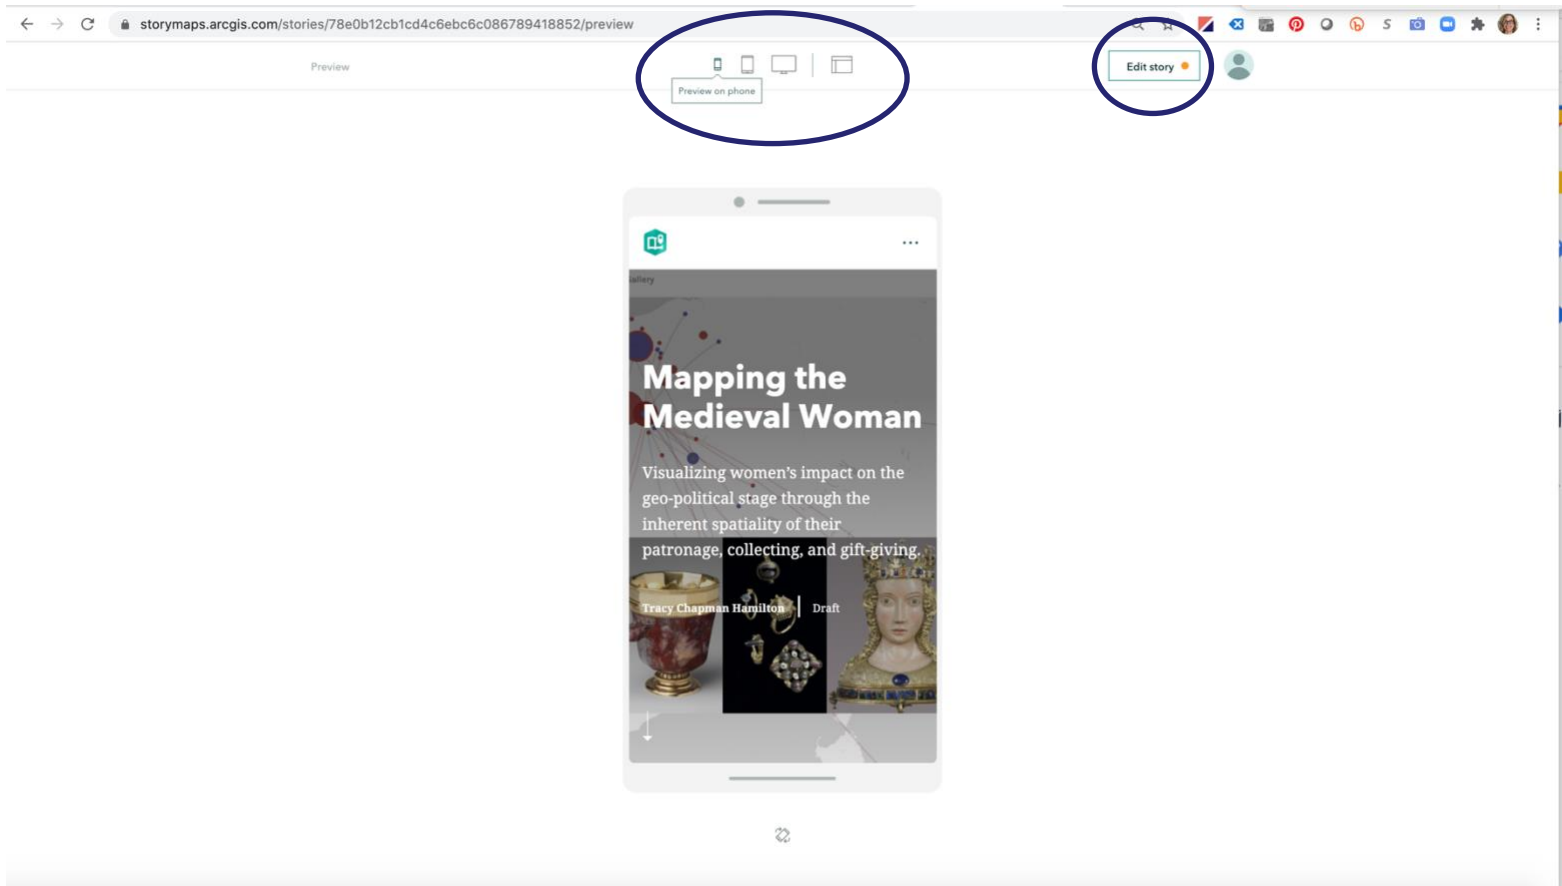 storymaps.arcgis.com/stories/78e0b12cb1cd4c6ebc6c086789418852/preview
Preview
Edit story
Preview on phone
Gallery
Mapping the
Medieval Woman
Visualizing women's impact on the
geo-political stage through the
inherent spatiality of their
patronage, collecting, and gift-giving.
Tracy Chapman Hamilton | Draft